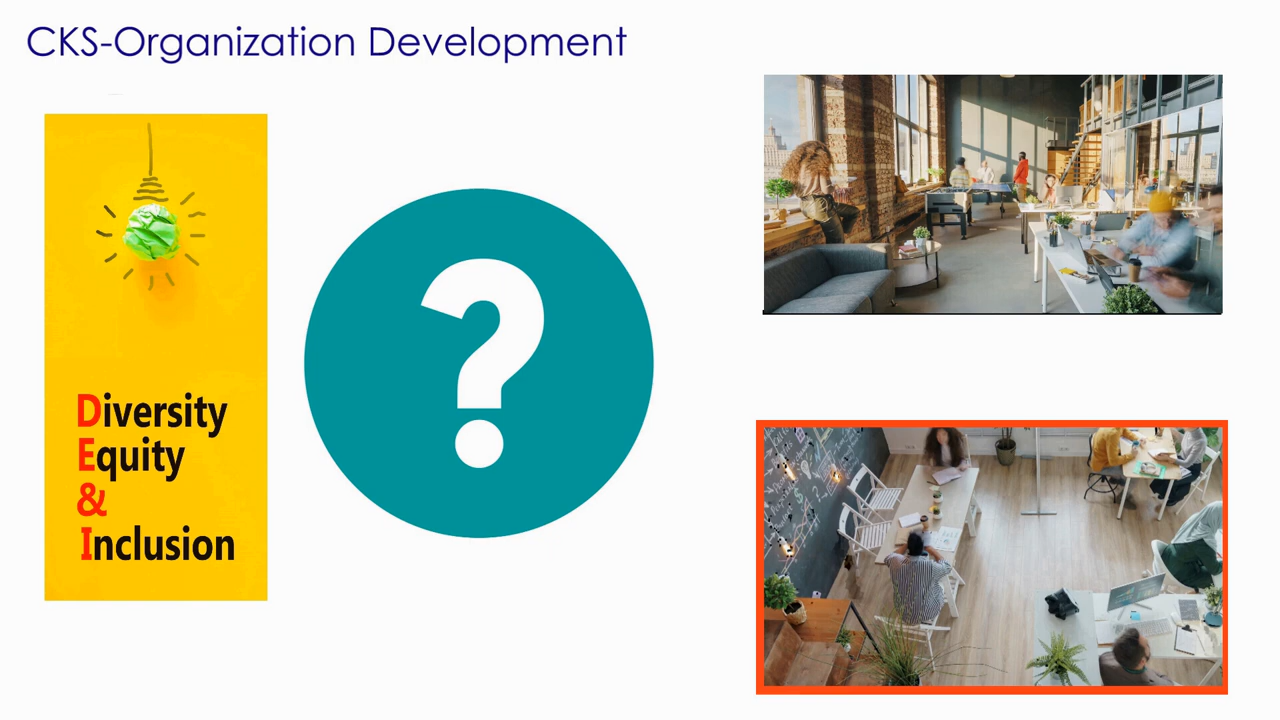 CKS-Organization Development
Diversity
Equity
&
Inclusion
?